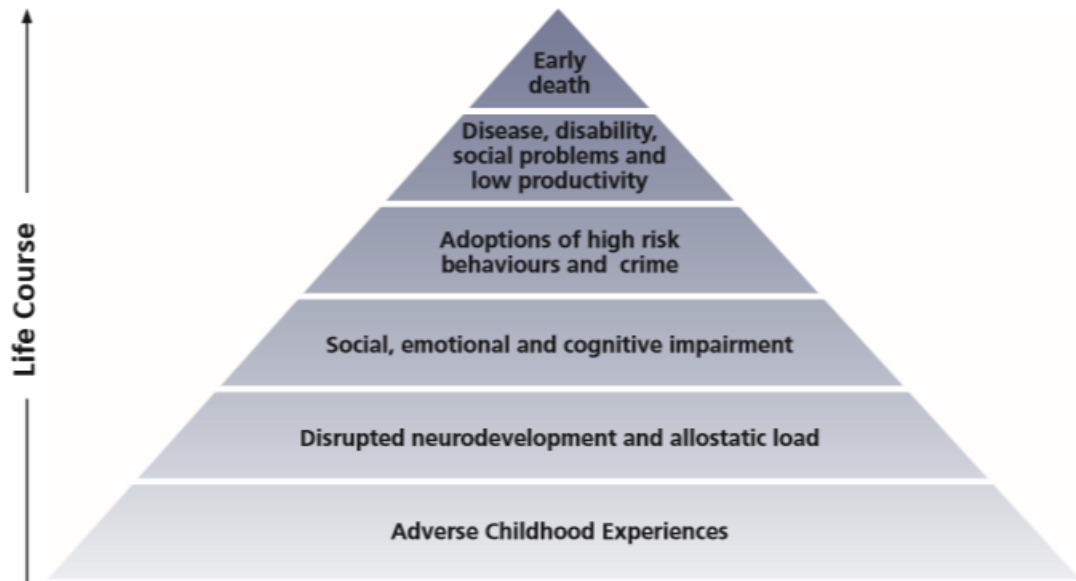 Life Course
Early
death
Disease, disability,
social problems and
low productivity
Adoptions of high risk
behaviours and crime
Social, emotional and cognitive impairment
Disrupted neurodevelopment and allostatic load
Adverse Childhood Experiences